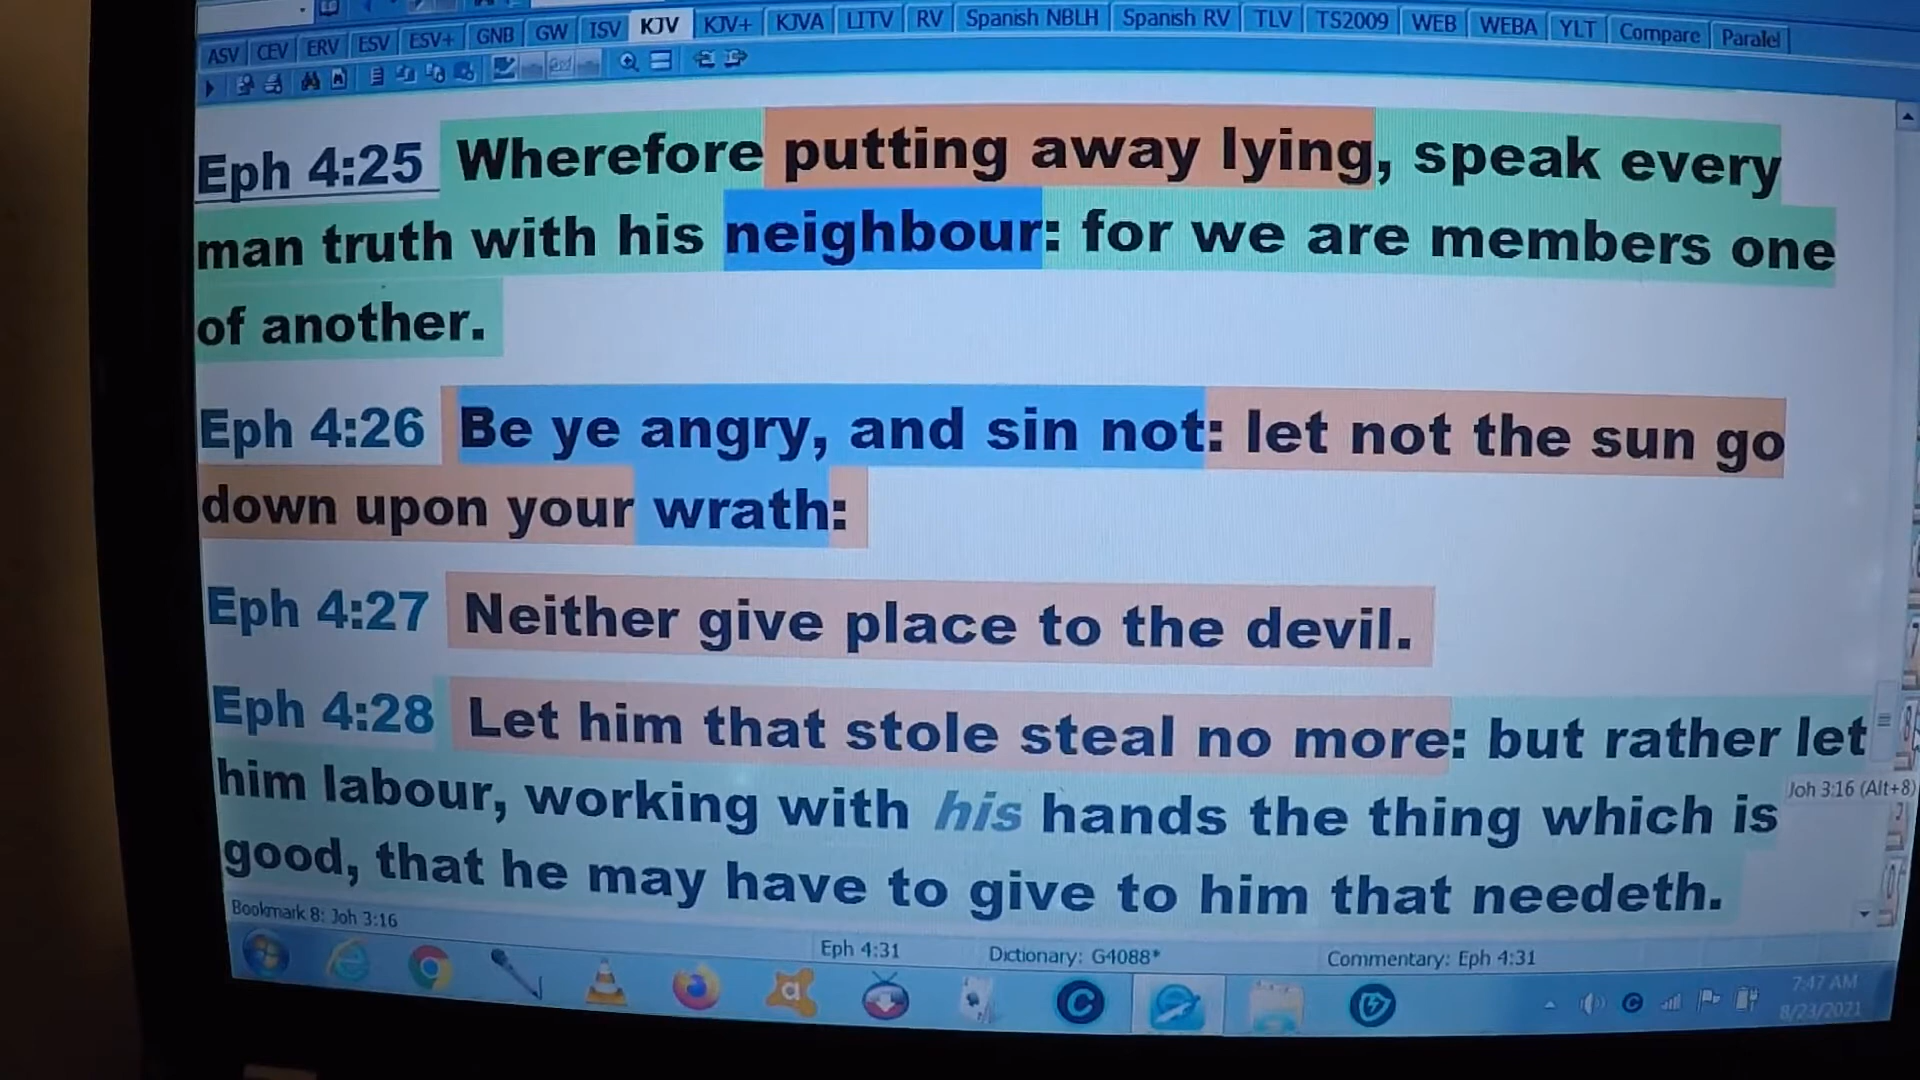 KJV KJV+ KJVA LITV RV Spanish NBLH Spanish RV TLV TS2009 WEB WEBA YLT Compare Parallel
ASV CEV ERV ESV ESV+ GNB GW ISV
Eph 4:25 Wherefore putting away lying, speak every
man truth with his neighbour: for we are members one
of another.
Eph 4:26 Be ye angry, and sin not: let not the sun go
down upon your wrath:
Eph 4:27 Neither give place to the devil.
Eph 4:28 Let him that stole steal no more: but rather let
him labour, working with his hands the thing which is
Joh 3:16 (Alt+8)
good, that he may have to give to him that needeth.
Bookmark 8: Joh 3:16
Eph 4:31 Dictionary: G4088* Commentary: Eph 4:31
7:47 AM
8/23/2021